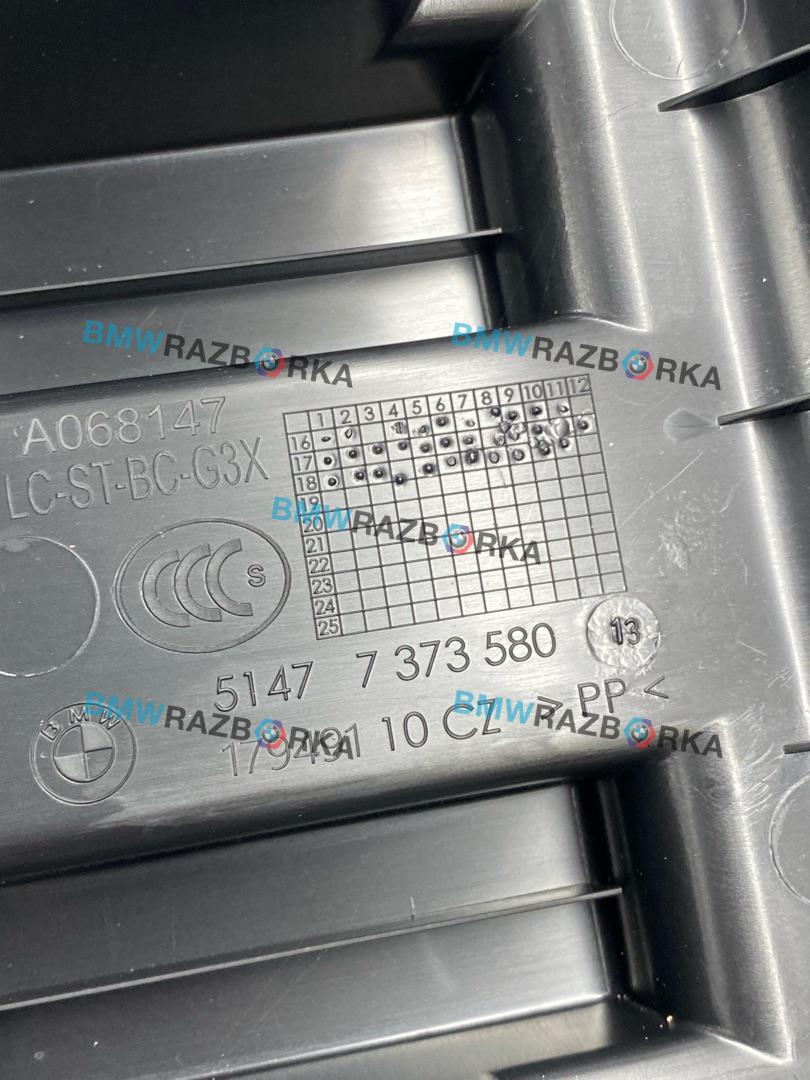 BMWRAZBORKA
BMWRAZBORKA
A068147
LC-ST-BC-G3X
S
1 2 3 4 5 6 7 8 9 10 11 12
16
17
18
19
20
21
22
23
24
25
BMWRAZBORKA
5147 7 373 580
13
BMW
BMWRAZBORKA
BMWRAZBORKA
179491 10 CZ > PP <